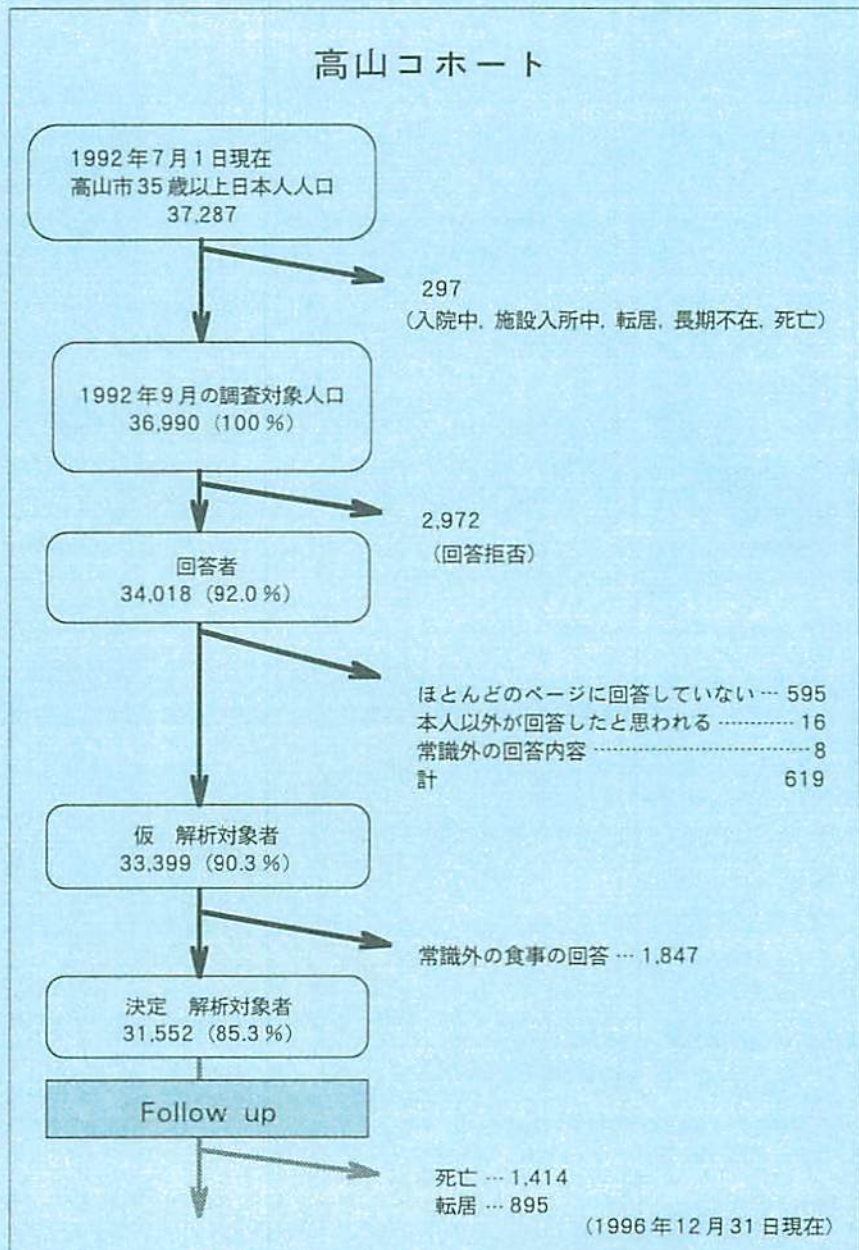 高山コホート
1992年7月1日現在
高山市35歳以上日本人人口
37,287
297
(入院中, 施設入所中, 転居, 長期不在, 死亡)
1992年9月の調査対象人口
36,990 (100%)
2,972
(回答拒否)
回答者
34,018 (92.0%)
ほとんどのページに回答していない… 595
本人以外が回答したと思われる………… 16
常識外の回答内容………………………………8
計 619
仮 解析対象者
33,399 (90.3%)
常識外の食事の回答… 1,847
決定 解析対象者
31,552 (85.3%)
Follow up
死亡… 1,414
転居… 895
(1996年12月31日現在)